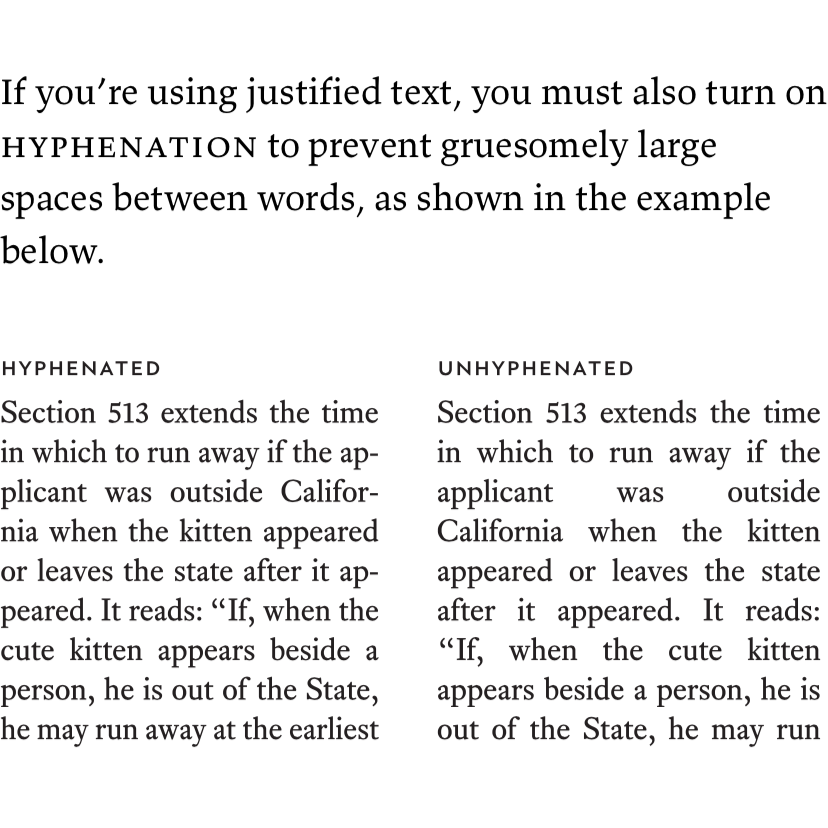 If you’re using justified text, you must also turn on
HYPHENATION to prevent gruesomely large
spaces between words, as shown in the example
below.
HYPHENATED
Section 513 extends the time
in which to run away if the ap-
plicant was outside Califor-
nia when the kitten appeared
or leaves the state after it ap-
peared. It reads: “If, when the
cute kitten appears beside a
person, he is out of the State,
he may run away at the earliest
UNHYPHENATED
Section 513 extends the time
in which to run away if the
applicant was outside
California when the kitten
appeared or leaves the state
after it appeared. It reads:
“If, when the cute kitten
appears beside a person, he is
out of the State, he may run